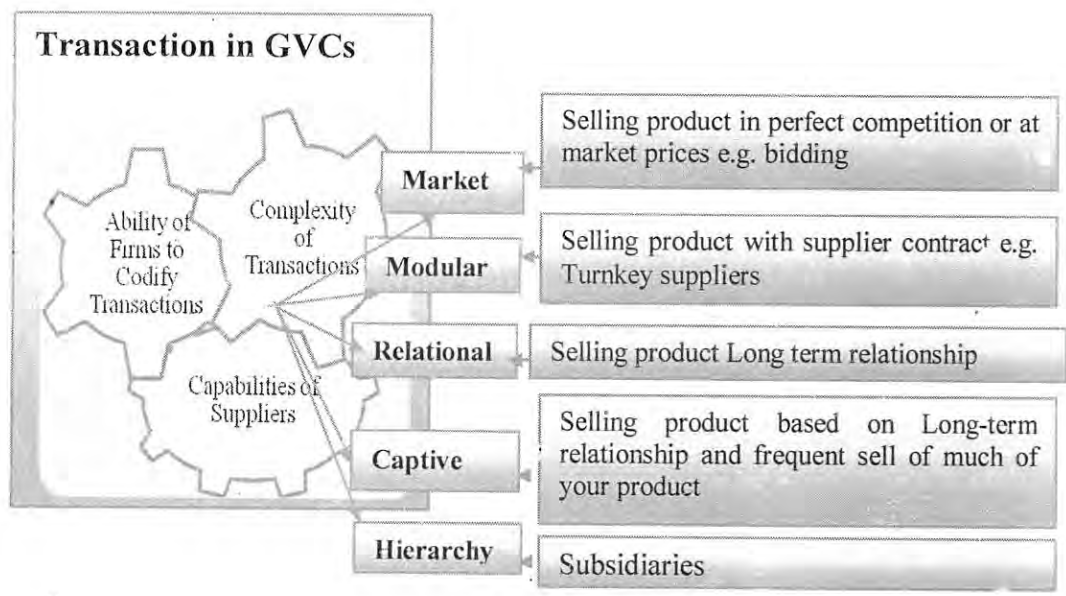 Transaction in GVCs
Ability of
Firms to
Codify
Transactions
Complexity
of
Transactions
Capabilities of
Suppliers
Market
Selling product in perfect competition or at
market prices e.g. bidding
Modular
Selling product with supplier contract e.g.
Turnkey suppliers
Relational
Selling product Long term relationship
Captive
Selling product based on Long-term
relationship and frequent sell of much of
your product
Hierarchy
Subsidiaries